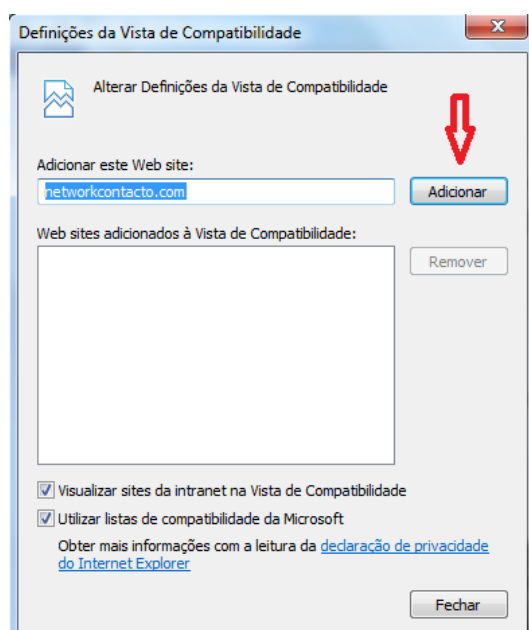 Definições da Vista de Compatibilidade
Alterar Definições da Vista de Compatibilidade
Adicionar este Web site:
networkcontacto.com
Adicionar
Web sites adicionados à Vista de Compatibilidade:
Remover
Visualizar sites da intranet na Vista de Compatibilidade
Utilizar listas de compatibilidade da Microsoft
Obter mais informações com a leitura da declaração de privacidade
do Internet Explorer
Fechar